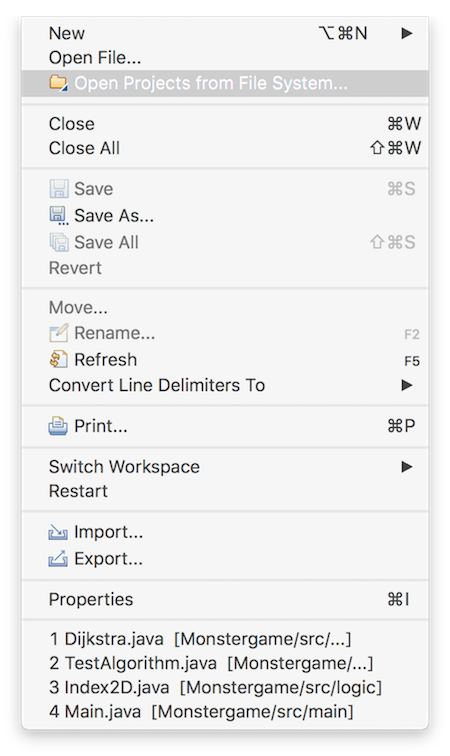 New ⌥⌘N ▶
Open File...
Open Projects from File System...
Close ⌘W
Close All ⇧⌘W
Save ⌘S
Save As...
Save All ⇧⌘S
Revert
Move...
Rename... F2
Refresh F5
Convert Line Delimiters To ▶
Print... ⌘P
Switch Workspace ▶
Restart
Import...
Export...
Properties ⌘I
1 Dijkstra.java [Monstergame/src/...]
2 TestAlgorithm.java [Monstergame/...]
3 Index2D.java [Monstergame/src/logic]
4 Main.java [Monstergame/src/main]